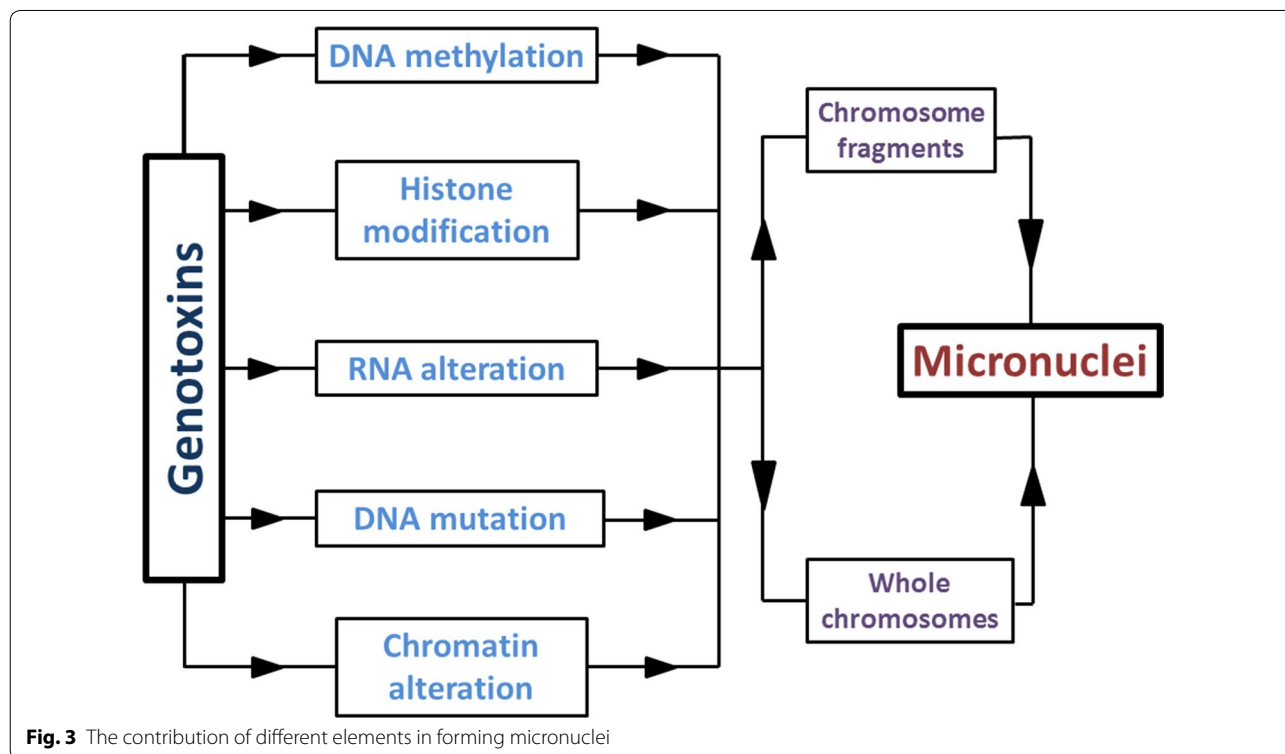 Genotoxins
DNA methylation
Histone
modification
RNA alteration
DNA mutation
Chromatin
alteration
Chromosome
fragments
Whole
chromosomes
Micronuclei
Fig. 3 The contribution of different elements in forming micronuclei